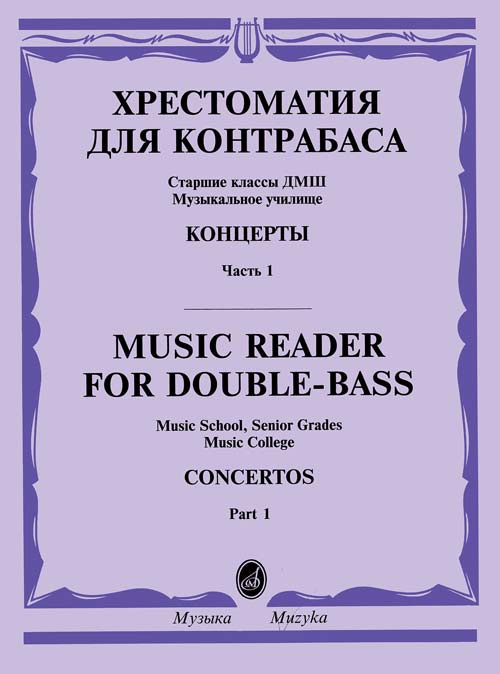 ХРЕСТОМАТИЯ
ДЛЯ КОНТРАБАСА
Старшие классы ДМШ
Музыкальное училище
КОНЦЕРТЫ
Часть 1
MUSIC READER
FOR DOUBLE-BASS
Music School, Senior Grades
Music College
CONCERTOS
Part 1
Музыка Muzyka